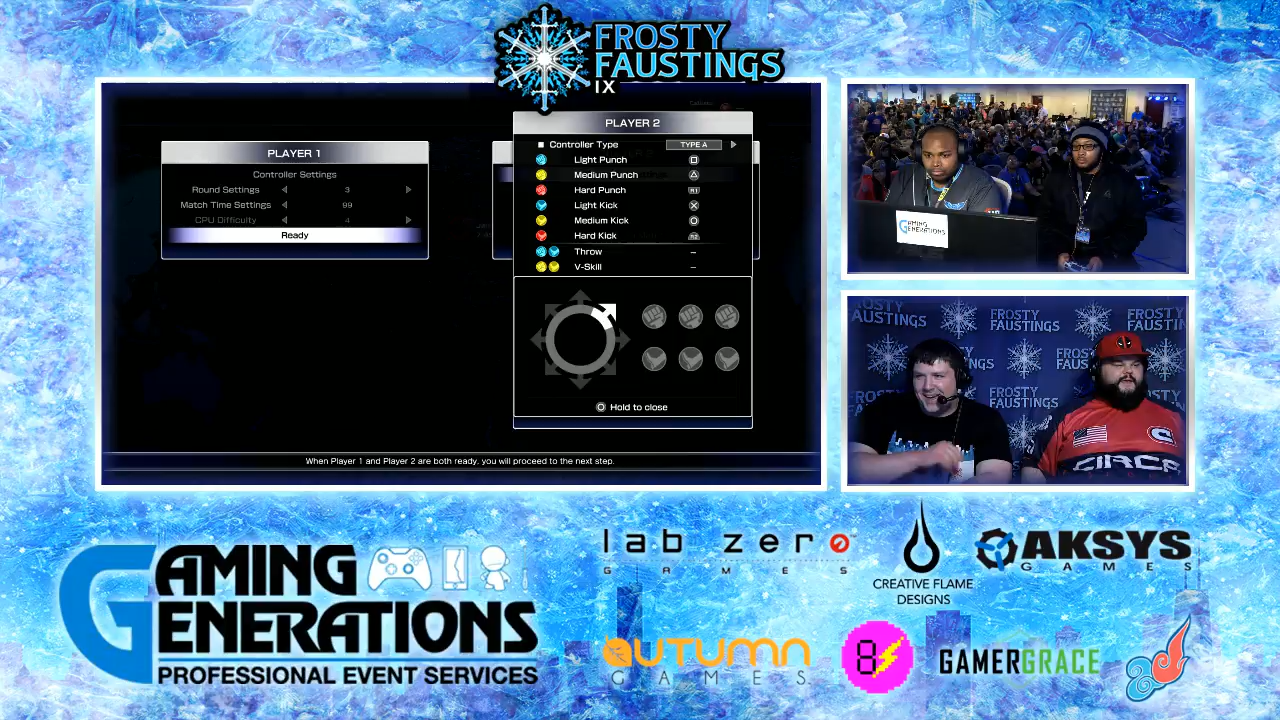 FROSTY
FAUSTINGS
IX
PLAYER 1
Controller Settings
Round Settings 3
Match Time Settings 99
CPU Difficulty 4
Ready
PLAYER 2
Controller Type TYPE A
Light Punch
Medium Punch
Hard Punch R1
Light Kick
Medium Kick
Hard Kick R2
Throw –
V-Skill –
Hold to close
When Player 1 and Player 2 are both ready, you will proceed to the next step.
GAMING
GENERATIONS
FROSTY
FAUSTINGS
FROSTY
FAUSTINGS
CIRCA
GAMING
GENERATIONS
PROFESSIONAL EVENT SERVICES
lab zero
GAMES
CREATIVE FLAME
DESIGNS
AKSYS
GAMES
AUTUMN
GAMES
8
GAMERGRACE